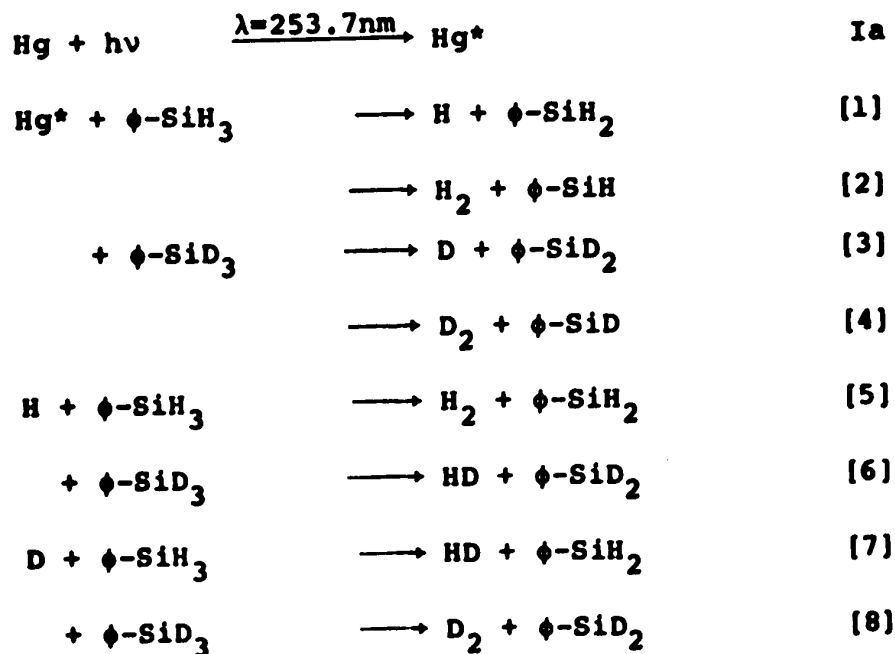 Hg + hν λ=253.7nm → Hg* Ia
Hg* + ϕ-SiH3 → H + ϕ-SiH2 [1]
→ H2 + ϕ-SiH [2]
+ ϕ-SiD3 → D + ϕ-SiD2 [3]
→ D2 + ϕ-SiD [4]
H + ϕ-SiH3 → H2 + ϕ-SiH2 [5]
+ ϕ-SiD3 → HD + ϕ-SiD2 [6]
D + ϕ-SiH3 → HD + ϕ-SiH2 [7]
+ ϕ-SiD3 → D2 + ϕ-SiD2 [8]